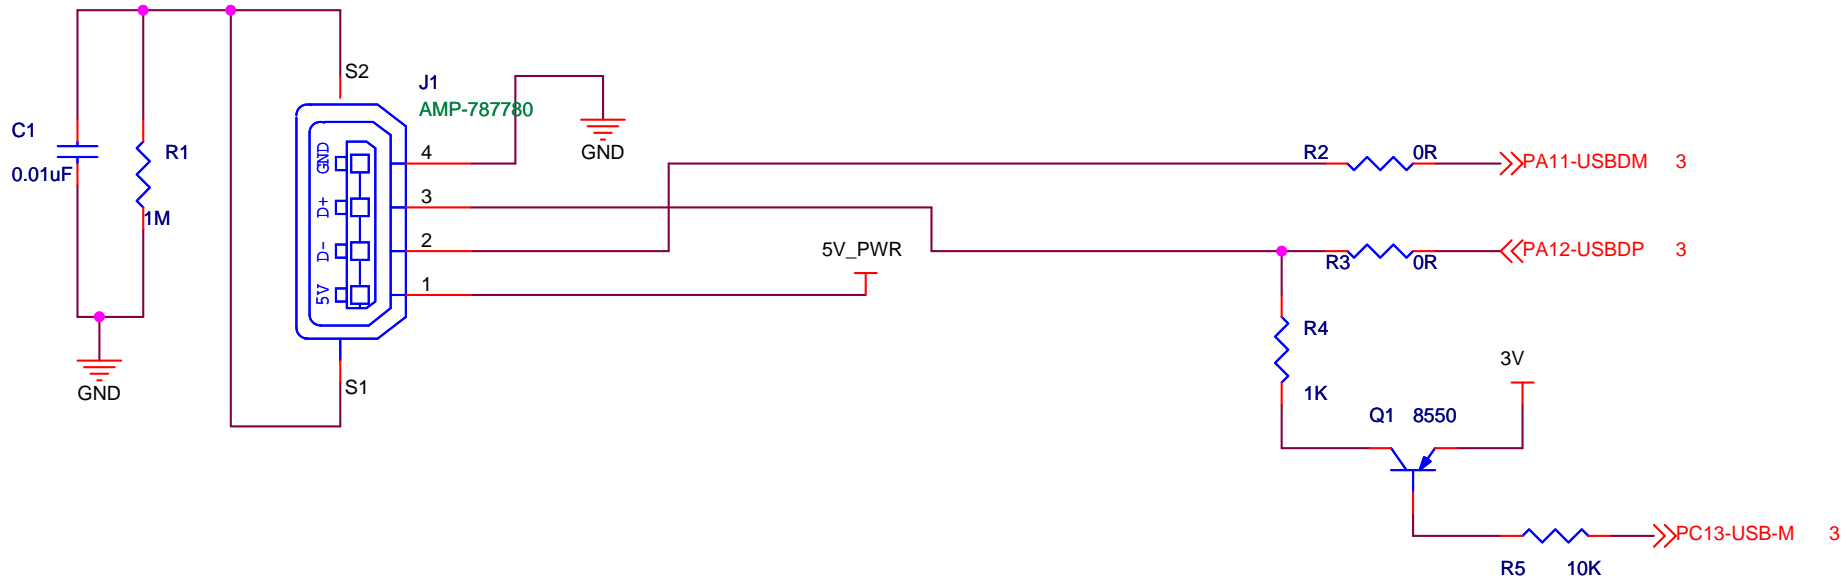 S2
J1
AMP-787780
C1
0.01uF
R1
1M
GND
GND
D+
D-
5V
4
3
2
1
GND
S1
5V_PWR
R2 0R
PA11-USBDM 3
R3 0R
PA12-USBDP 3
R4
1K
3V
Q1 8550
PC13-USB-M 3
R5 10K